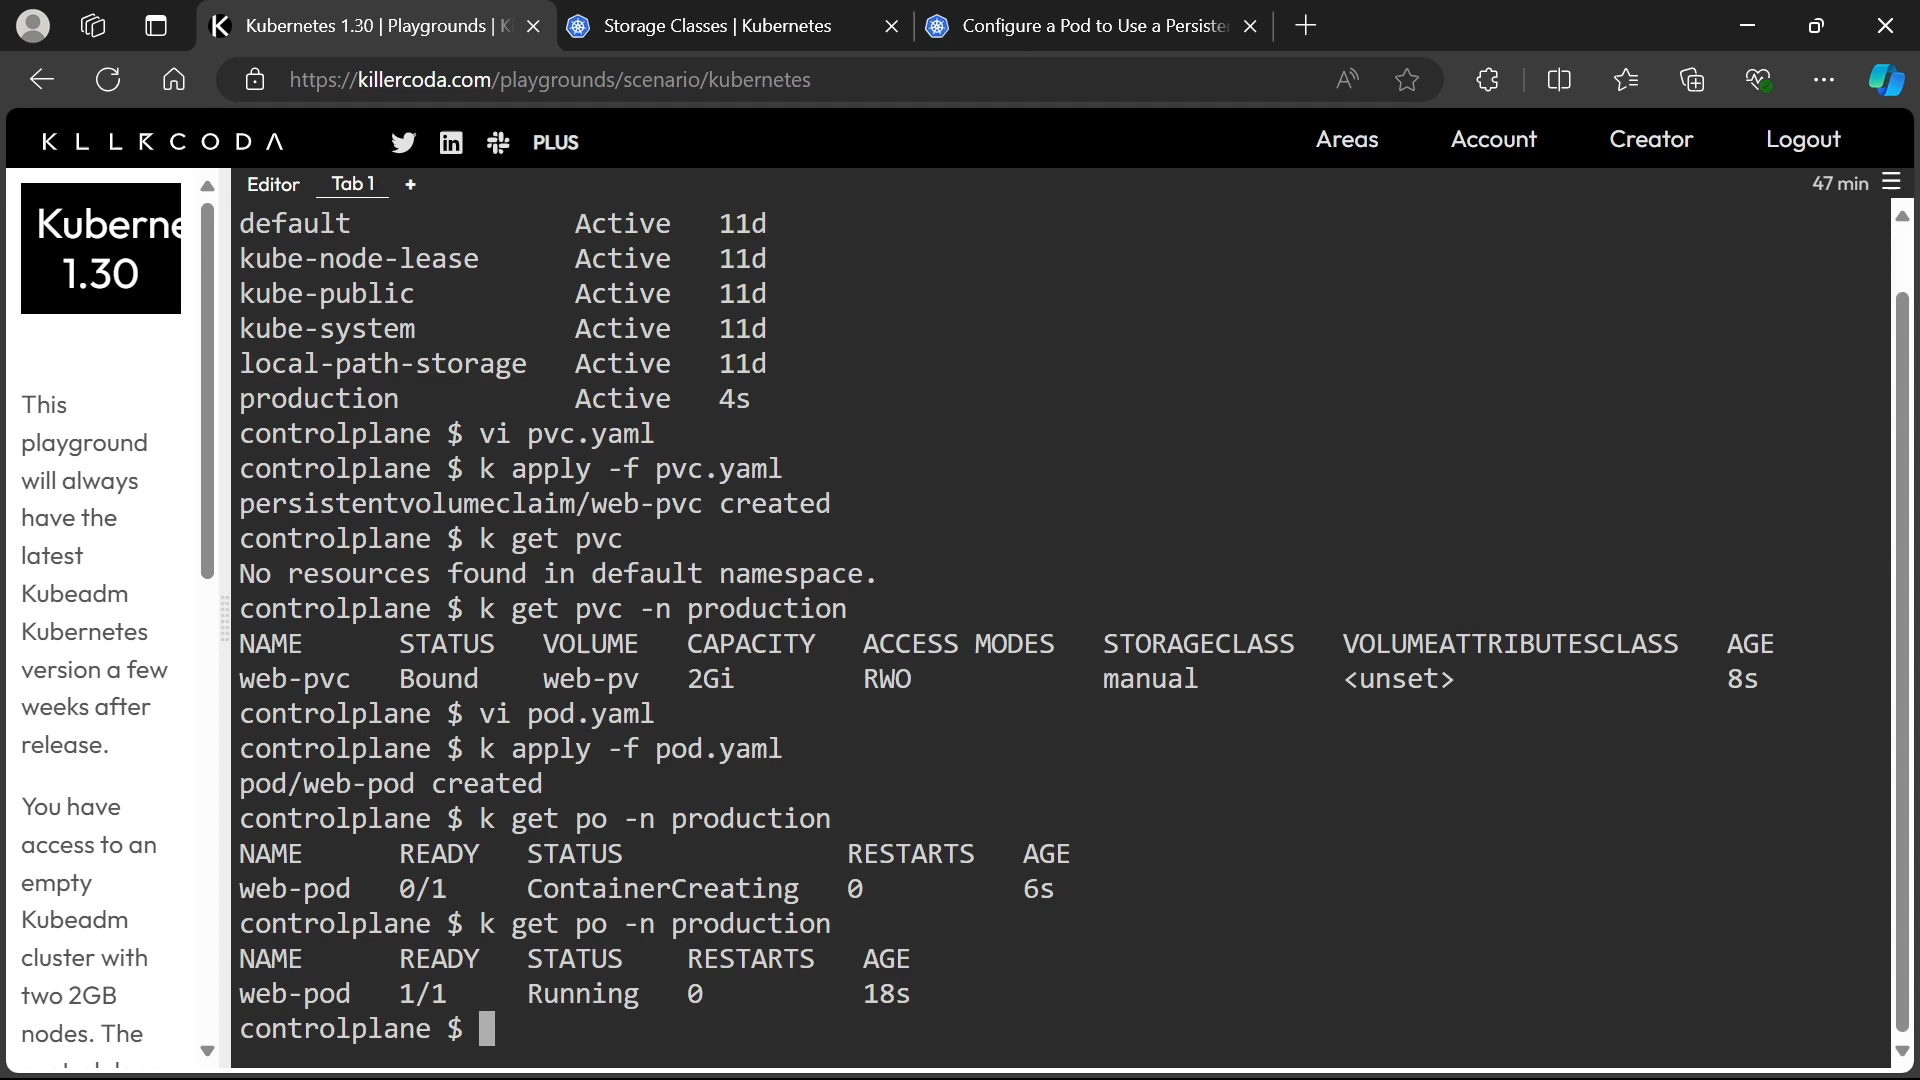 Kubernetes 1.30 | Playgrounds | Ki
Storage Classes | Kubernetes
Configure a Pod to Use a Persiste
https://killercoda.com/playgrounds/scenario/kubernetes
KLLRCODA
PLUS
Areas
Account
Creator
Logout
Editor
Tab 1
+
47 min
Kuberne
1.30
This
playground
will always
have the
latest
Kubeadm
Kubernetes
version a few
weeks after
release.
You have
access to an
empty
Kubeadm
cluster with
two 2GB
nodes. The
default Active 11d
kube-node-lease Active 11d
kube-public Active 11d
kube-system Active 11d
local-path-storage Active 11d
production Active 4s
controlplane $ vi pvc.yaml
controlplane $ k apply -f pvc.yaml
persistentvolumeclaim/web-pvc created
controlplane $ k get pvc
No resources found in default namespace.
controlplane $ k get pvc -n production
NAME STATUS VOLUME CAPACITY ACCESS MODES STORAGECLASS VOLUMEATTRIBUTESCLASS AGE
web-pvc Bound web-pv 2Gi RWO manual <unset> 8s
controlplane $ vi pod.yaml
controlplane $ k apply -f pod.yaml
pod/web-pod created
controlplane $ k get po -n production
NAME READY STATUS RESTARTS AGE
web-pod 0/1 ContainerCreating 0 6s
controlplane $ k get po -n production
NAME READY STATUS RESTARTS AGE
web-pod 1/1 Running 0 18s
controlplane $